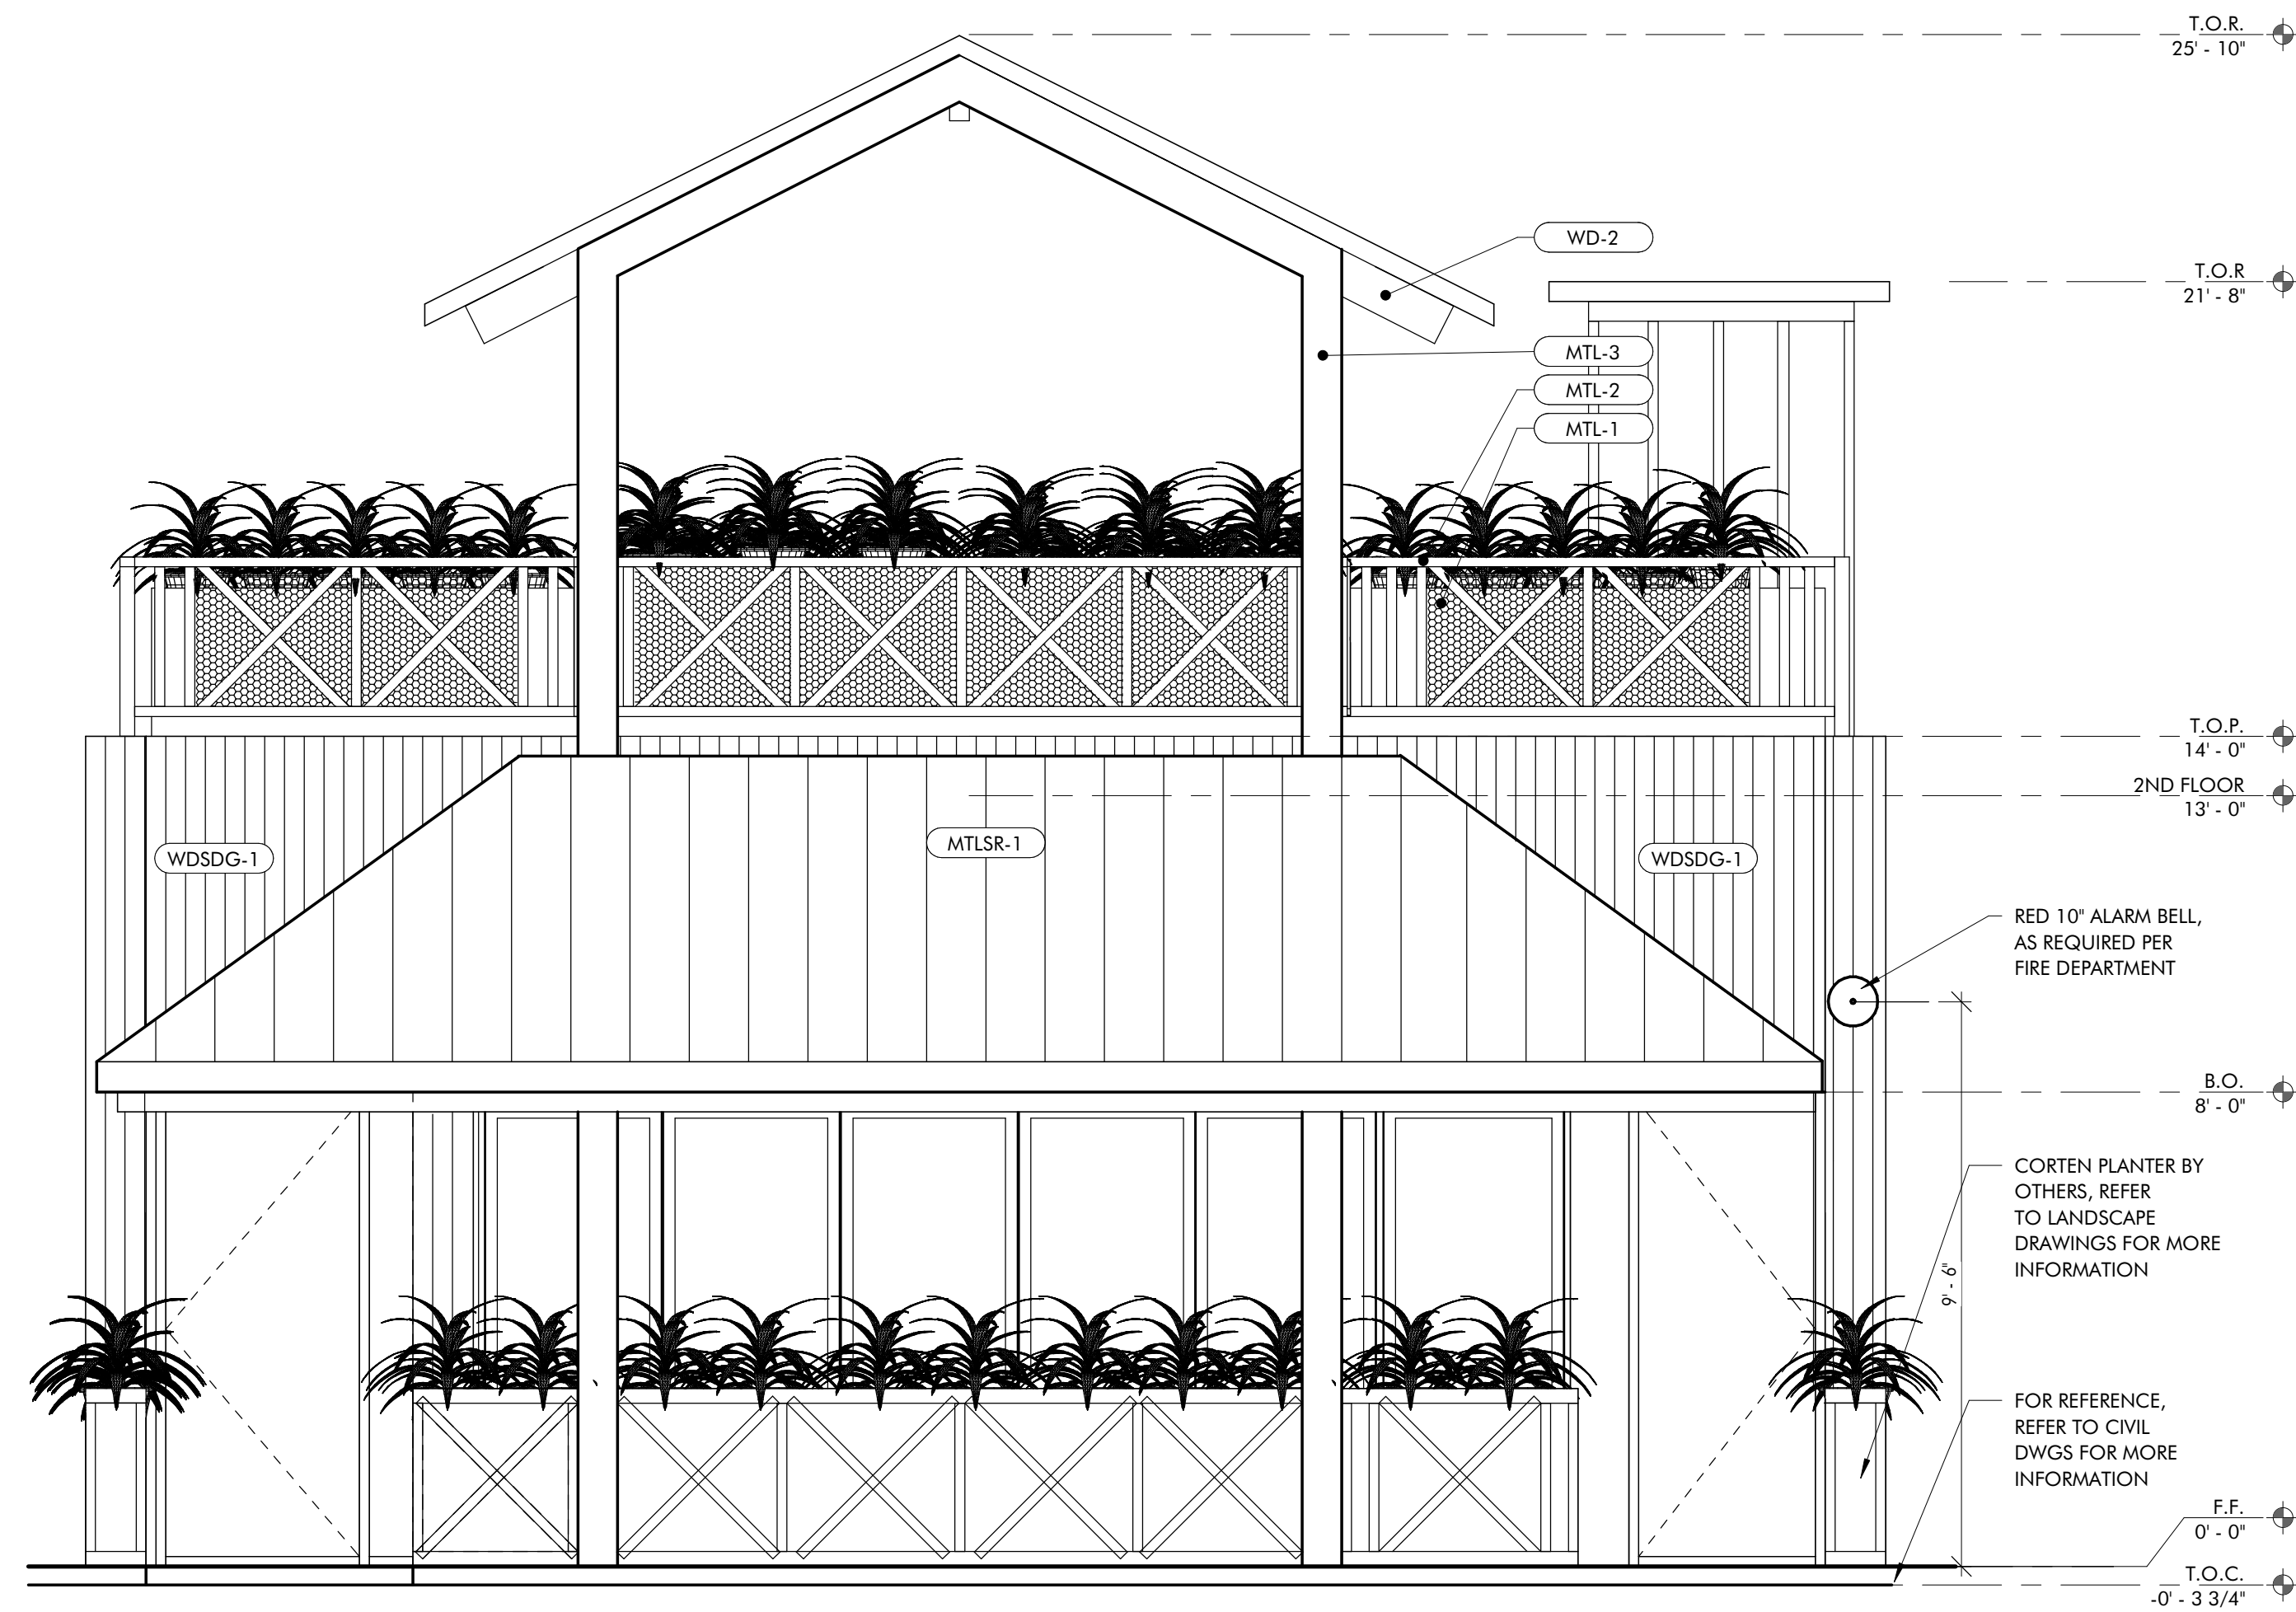 T.O.R.
25' - 10"
WD-2
T.O.R
21' - 8"
MTL-3
MTL-2
MTL-1
T.O.P.
14' - 0"
2ND FLOOR
13' - 0"
WDSDG-1
MTLSR-1
WDSDG-1
RED 10" ALARM BELL,
AS REQUIRED PER
FIRE DEPARTMENT
B.O.
8' - 0"
CORTEN PLANTER BY
OTHERS, REFER
TO LANDSCAPE
DRAWINGS FOR MORE
INFORMATION
9' - 6"
FOR REFERENCE,
REFER TO CIVIL
DWGS FOR MORE
INFORMATION
F.F.
0' - 0"
T.O.C.
-0' - 3 3/4"